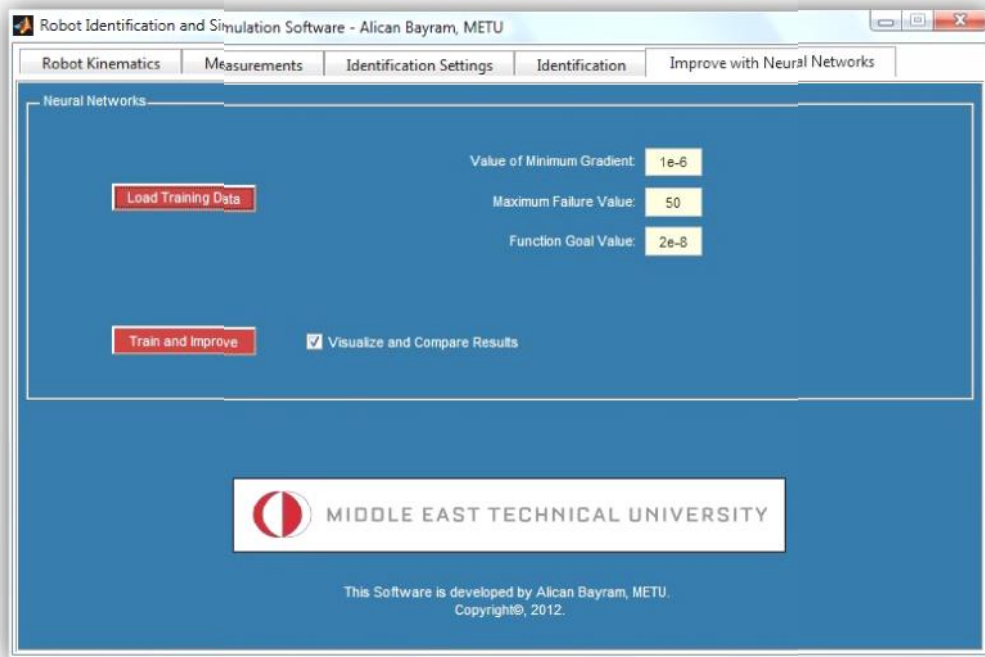 Robot Identification and Simulation Software - Alican Bayram, METU
Robot Kinematics Measurements Identification Settings Identification Improve with Neural Networks
Neural Networks
Value of Minimum Gradient: 1e-6
Load Training Data
Maximum Failure Value: 50
Function Goal Value: 2e-8
Train and Improve
Visualize and Compare Results
MIDDLE EAST TECHNICAL UNIVERSITY
This Software is developed by Alican Bayram, METU.
Copyright©, 2012.